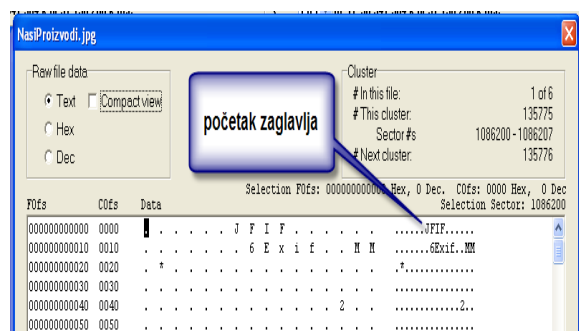 NasiProizvodi.jpg
Raw file data
Text
Compact view
Hex
Dec
početak zaglavlja
Cluster
# In this file: 1 of 6
# This cluster: 135775
Sector #s 1086200 - 1086207
# Next cluster: 135776
Selection FOfs: 000000000000 Hex, 0 Dec. COfs: 0000 Hex, 0 Dec
Selection Sector: 1086200
FOfs COfs Data
000000000000 0000 . . . . . . J F I F . . . . . . ......JFIF......
000000000010 0010 . . . . . . . 6 E x i f . . M M .......6Exif..MM
000000000020 0020 . * . . . . . . . . . . . . . . .*..............
000000000030 0030 . . . . . . . . . . . . . . . . ................
000000000040 0040 . . . . . . . . . . . . . 2 . . .............2..
000000000050 0050 . . . . . . . . . . . . . . . . ................